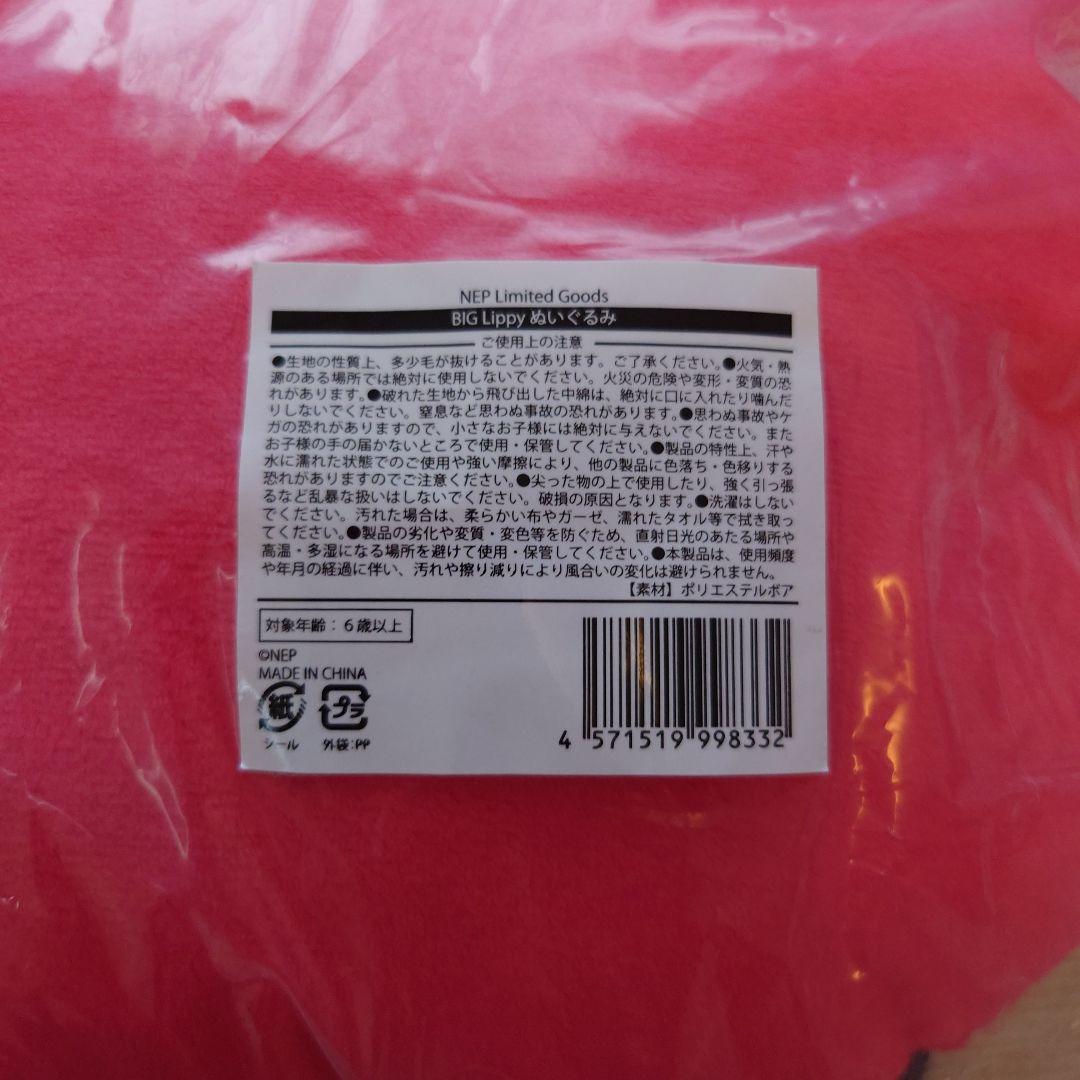 NEP Limited Goods
BIG Lippy ぬいぐるみ
ご使用上の注意
●生地の性質上、多少毛が抜けることがあります。ご了承ください。●火気・熱
源のある場所では絶対に使用しないでください。火災の危険や変形・変質の恐
れがあります。●破れた生地から飛び出した中綿は、絶対に口に入れたり噛んだ
りしないでください。窒息など思わぬ事故の恐れがあります。●思わぬ事故やケ
ガの恐れがありますので、小さなお子様には絶対に与えないでください。また
お子様の手の届かないところで使用・保管してください。●製品の特性上、汗や
水に濡れた状態でのご使用や強い摩擦により、他の製品に色落ち・色移りする
恐れがありますのでご注意ください。●尖った物の上で使用したり、強く引っ張
るなど乱暴な扱いはしないでください。破損の原因となります。●洗濯はしない
でください。汚れた場合は、柔らかい布やガーゼ、濡れたタオル等で拭き取っ
てください。●製品の劣化や変質・変色等を防ぐため、直射日光のあたる場所や
高温・多湿になる場所を避けて使用・保管してください。●本製品は、使用頻度
や年月の経過に伴い、汚れや擦り減りにより風合いの変化は避けられません。
【素材】ポリエステルボア
対象年齢：６歳以上
©NEP
MADE IN CHINA
紙 プラ
シール 外袋:PP
4 571519 998332